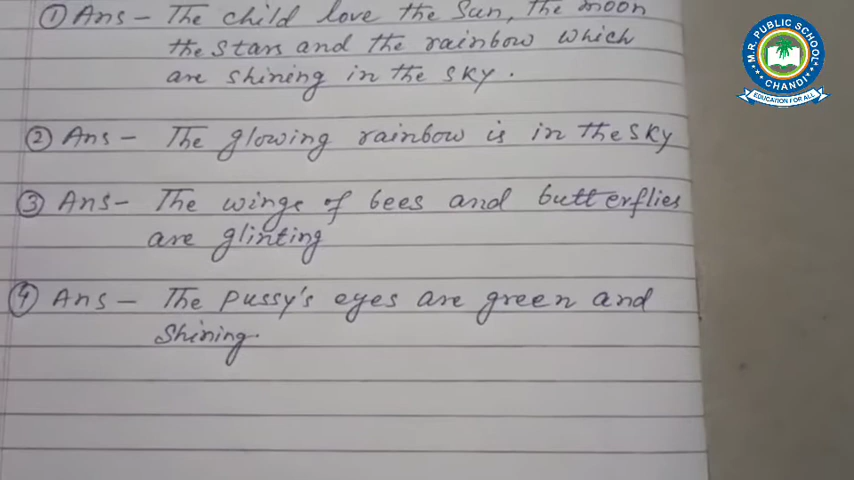 ① Ans - The child love the Sun, The moon
the stars and the rainbow which
are shining in the sky.
② Ans - The glowing rainbow is in the sky
③ Ans - The wings of bees and butterflies
are glinting
④ Ans - The pussy's eyes are green and
shining.
M.R. PUBLIC SCHOOL
CHANDI
EDUCATION FOR ALL